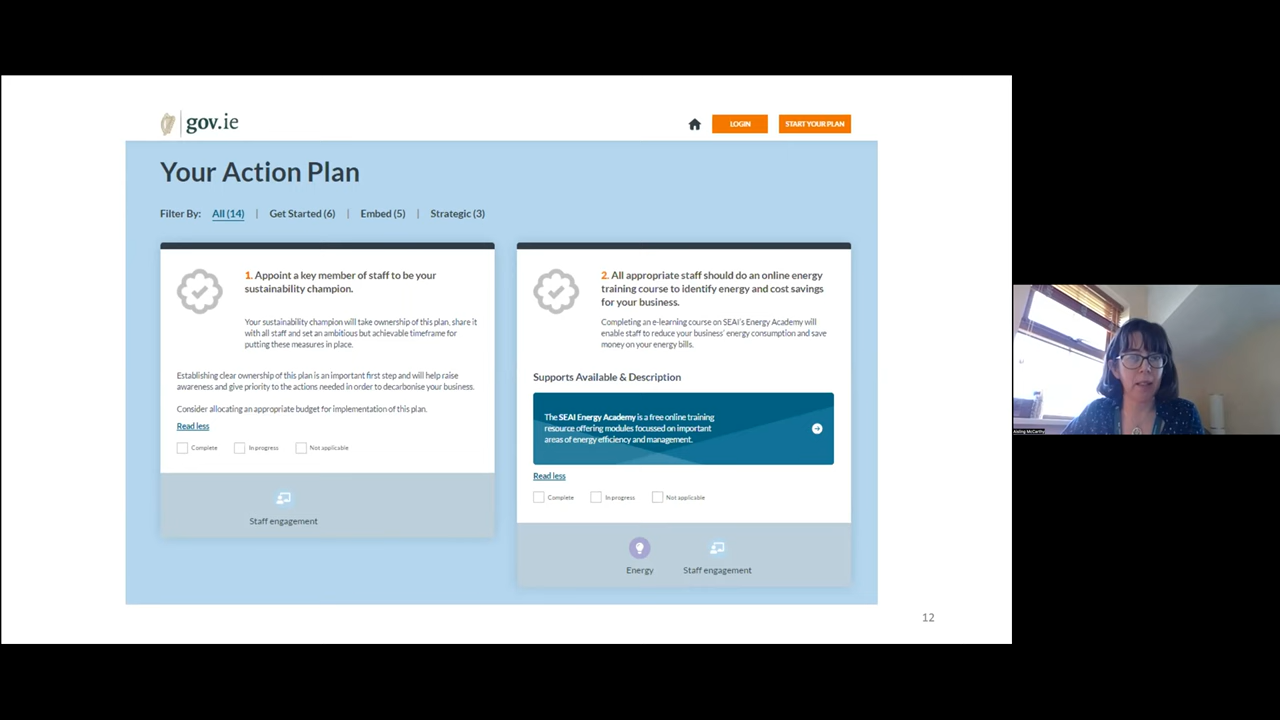 gov.ie
LOGIN
START YOUR PLAN
Your Action Plan
Filter By: All (14) | Get Started (6) | Embed (5) | Strategic (3)
1. Appoint a key member of staff to be your
sustainability champion.
Your sustainability champion will take ownership of this plan, share it
with all staff and set an ambitious but achievable timeframe for
putting these measures in place.
Establishing clear ownership of this plan is an important first step and will help raise
awareness and give priority to the actions needed in order to decarbonise your business.
Consider allocating an appropriate budget for implementation of this plan.
Read less
Complete
In progress
Not applicable
Staff engagement
2. All appropriate staff should do an online energy
training course to identify energy and cost savings
for your business.
Completing an e-learning course on SEAI's Energy Academy will
enable staff to reduce your business' energy consumption and save
money on your energy bills.
Supports Available & Description
The SEAI Energy Academy is a free online training
resource offering modules focussed on important
areas of energy efficiency and management.
Read less
Complete
In progress
Not applicable
Energy
Staff engagement
12
Aisling McCarthy